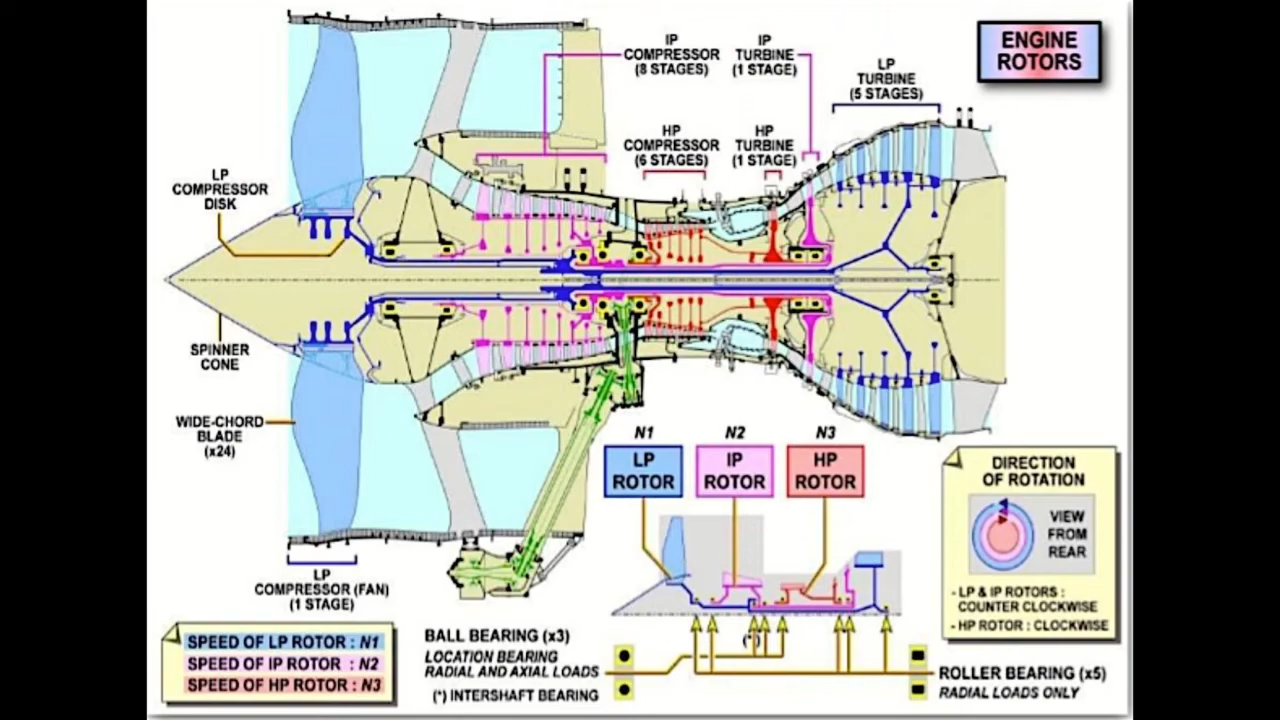 ENGINE
ROTORS
IP
COMPRESSOR
(8 STAGES)
IP
TURBINE
(1 STAGE)
LP
TURBINE
(5 STAGES)
HP
COMPRESSOR
(6 STAGES)
HP
TURBINE
(1 STAGE)
LP
COMPRESSOR
DISK
SPINNER
CONE
WIDE-CHORD
BLADE
(x24)
LP
COMPRESSOR (FAN)
(1 STAGE)
N1
LP
ROTOR
N2
IP
ROTOR
N3
HP
ROTOR
DIRECTION
OF ROTATION
VIEW
FROM
REAR
- LP & IP ROTORS :
COUNTER CLOCKWISE
- HP ROTOR : CLOCKWISE
SPEED OF LP ROTOR : N1
SPEED OF IP ROTOR : N2
SPEED OF HP ROTOR : N3
BALL BEARING (x3)
LOCATION BEARING
RADIAL AND AXIAL LOADS
(*) INTERSHAFT BEARING
(*)
ROLLER BEARING (x5)
RADIAL LOADS ONLY